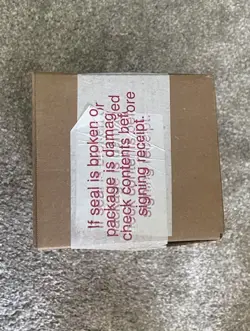 If seal is broken or
package is damaged
check contents before
signing receipt.